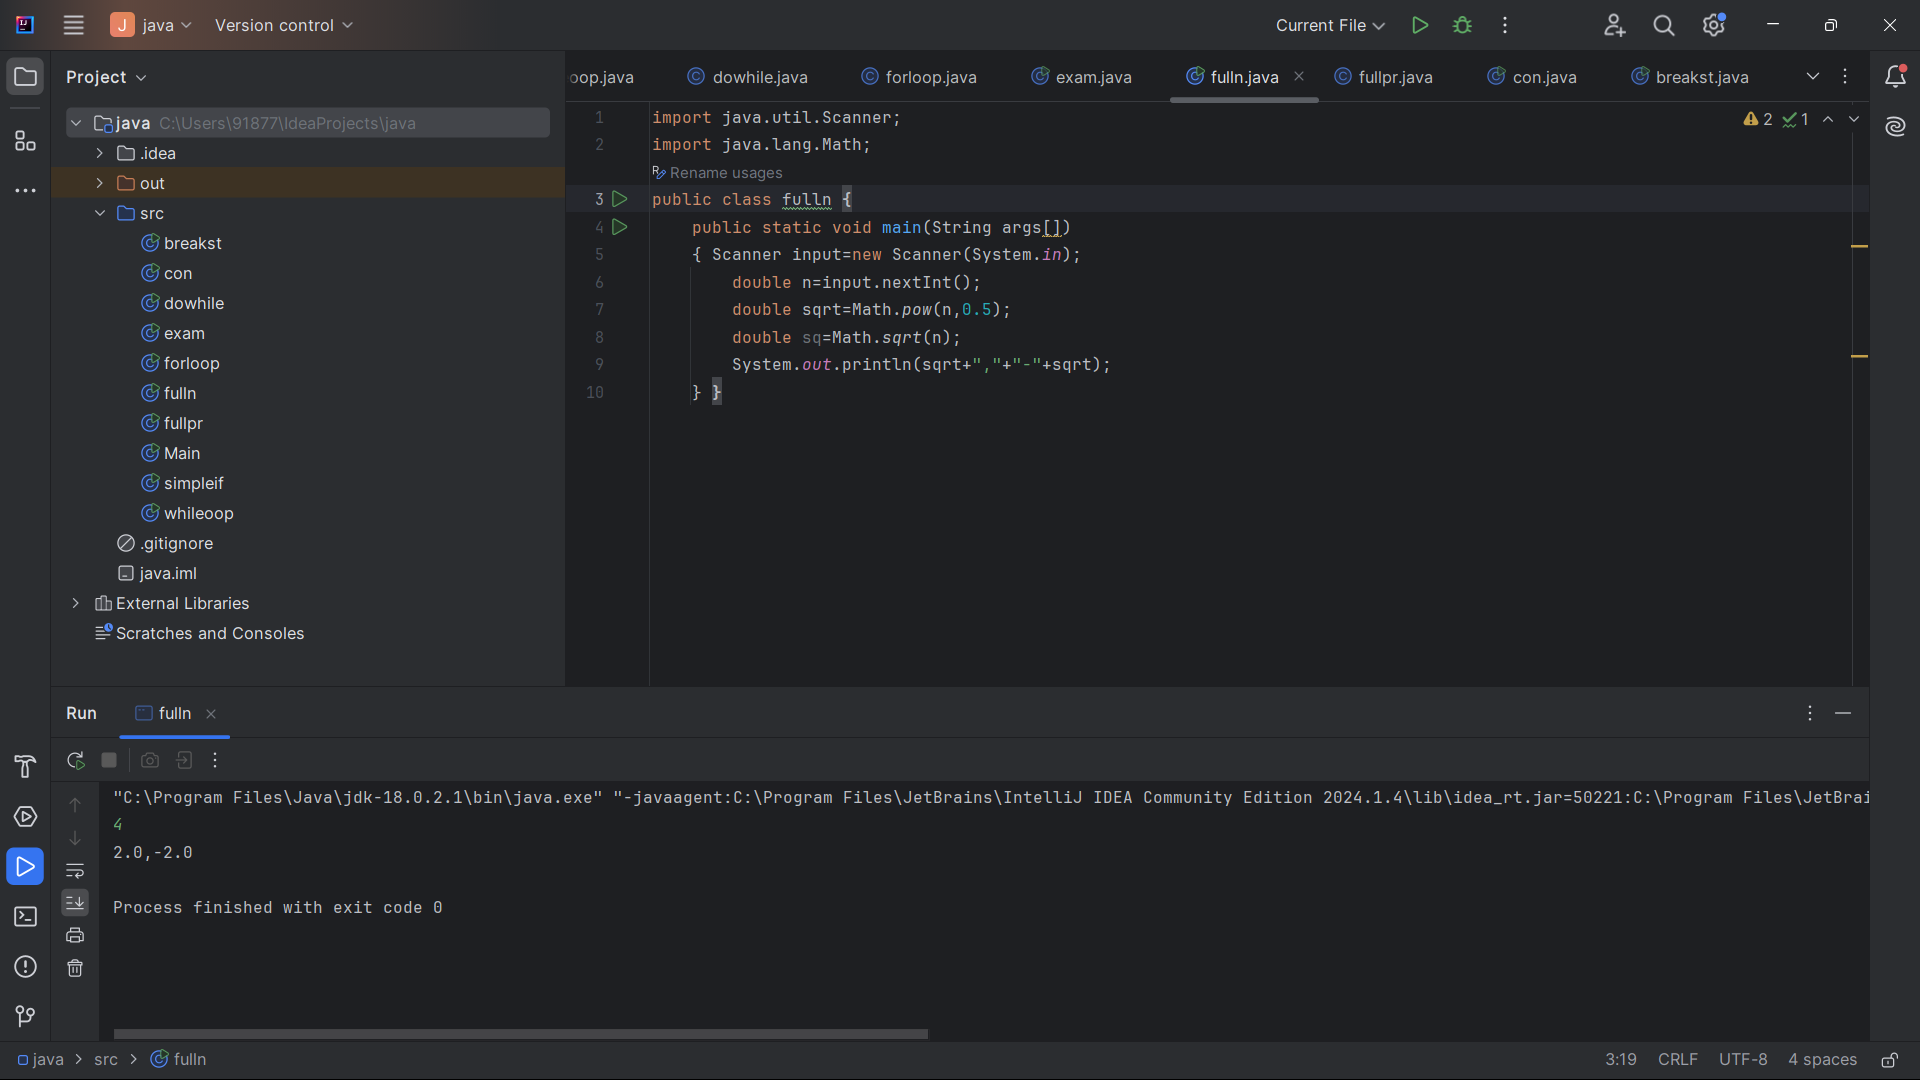 J java Version control Current File
Project
oop.java dowhile.java forloop.java exam.java fulln.java fullpr.java con.java breakst.java
java C:\Users\91877\IdeaProjects\java
.idea
out
src
breakst
con
dowhile
exam
forloop
fulln
fullpr
Main
simpleif
whileoop
.gitignore
java.iml
External Libraries
Scratches and Consoles
2 1
1 import java.util.Scanner;
2 import java.lang.Math;
Rename usages
3 public class fulln {
4 public static void main(String args[])
5 { Scanner input=new Scanner(System.in);
6 double n=input.nextInt();
7 double sqrt=Math.pow(n,0.5);
8 double sq=Math.sqrt(n);
9 System.out.println(sqrt+","+"-"+sqrt);
10 } }
Run fulln
"C:\Program Files\Java\jdk-18.0.2.1\bin\java.exe" "-javaagent:C:\Program Files\JetBrains\IntelliJ IDEA Community Edition 2024.1.4\lib\idea_rt.jar=50221:C:\Program Files\JetBrai
4
2.0,-2.0
Process finished with exit code 0
java src fulln 3:19 CRLF UTF-8 4 spaces